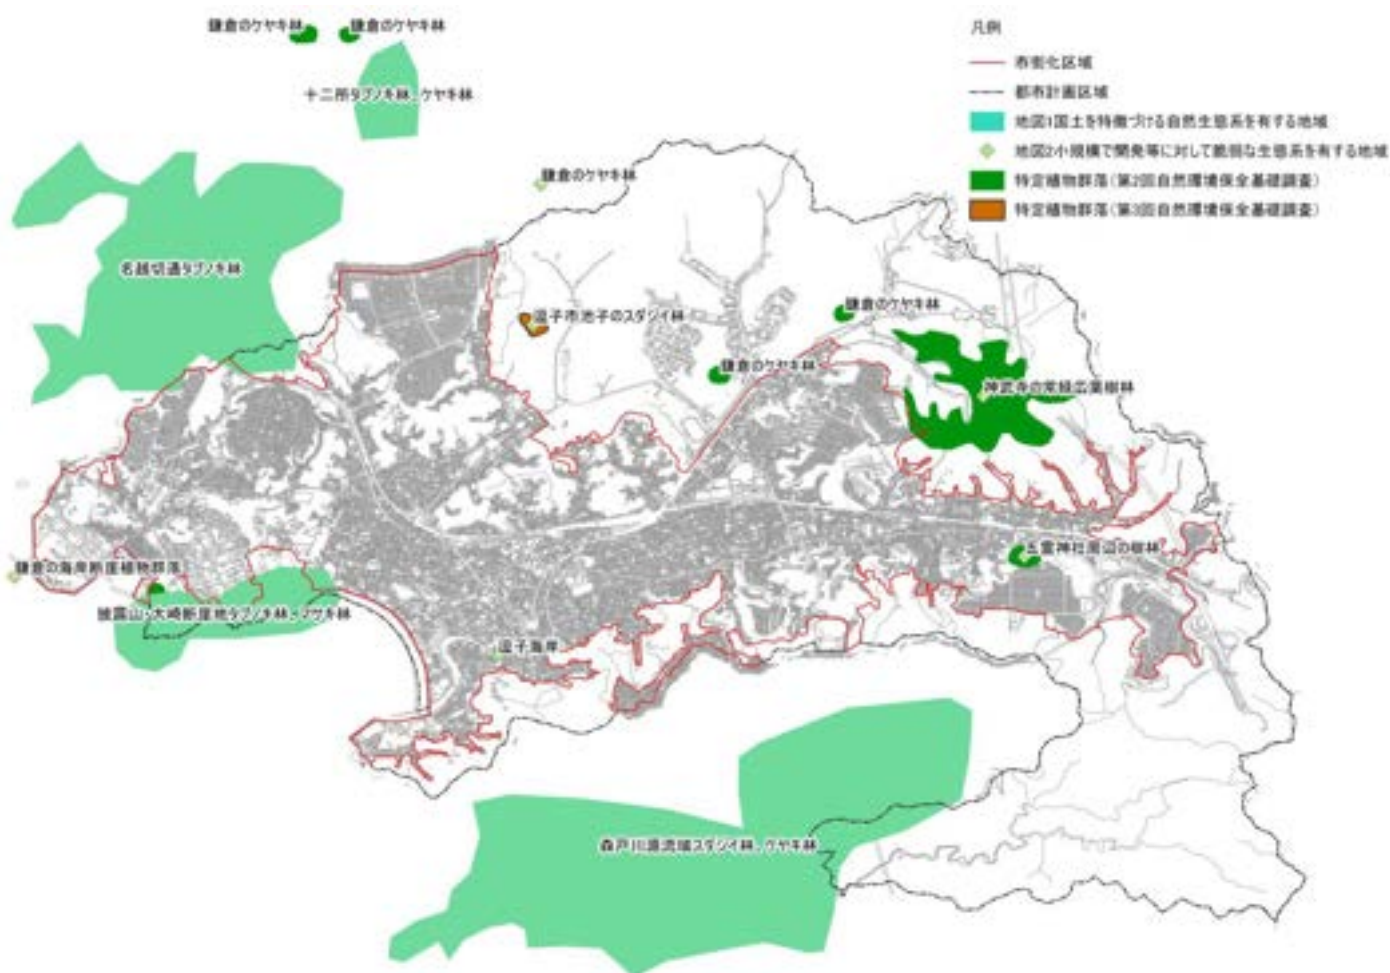 鎌倉のケヤキ林
鎌倉のケヤキ林
十二所タブノキ林、ケヤキ林
凡例
市街化区域
都市計画区域
地図1国土を特徴づける自然生態系を有する地域
地図2小規模で開発等に対して脆弱な生態系を有する地域
特定植物群落(第2回自然環境保全基礎調査)
特定植物群落(第3回自然環境保全基礎調査)
鎌倉のケヤキ林
名越切通タブノキ林
逗子市池子のスダジイ林
鎌倉のケヤキ林
鎌倉のケヤキ林
神武寺の常緑広葉樹林
五霊神社周辺の樹林
鎌倉の海岸断崖植物群落
披露山・大崎断崖地タブノキ林、マサキ林
逗子海岸
森戸川源流域スダジイ林、ケヤキ林